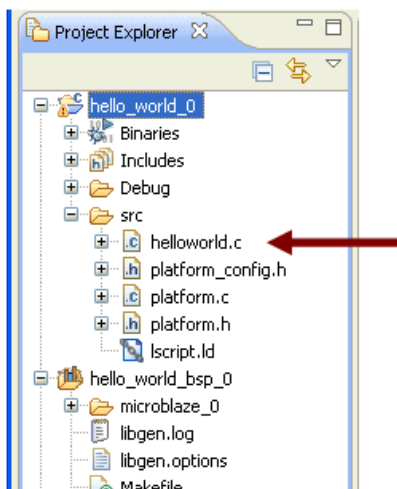 Project Explorer
hello_world_0
Binaries
Includes
Debug
src
helloworld.c
platform_config.h
platform.c
platform.h
lscript.ld
hello_world_bsp_0
microblaze_0
libgen.log
libgen.options
Makefile